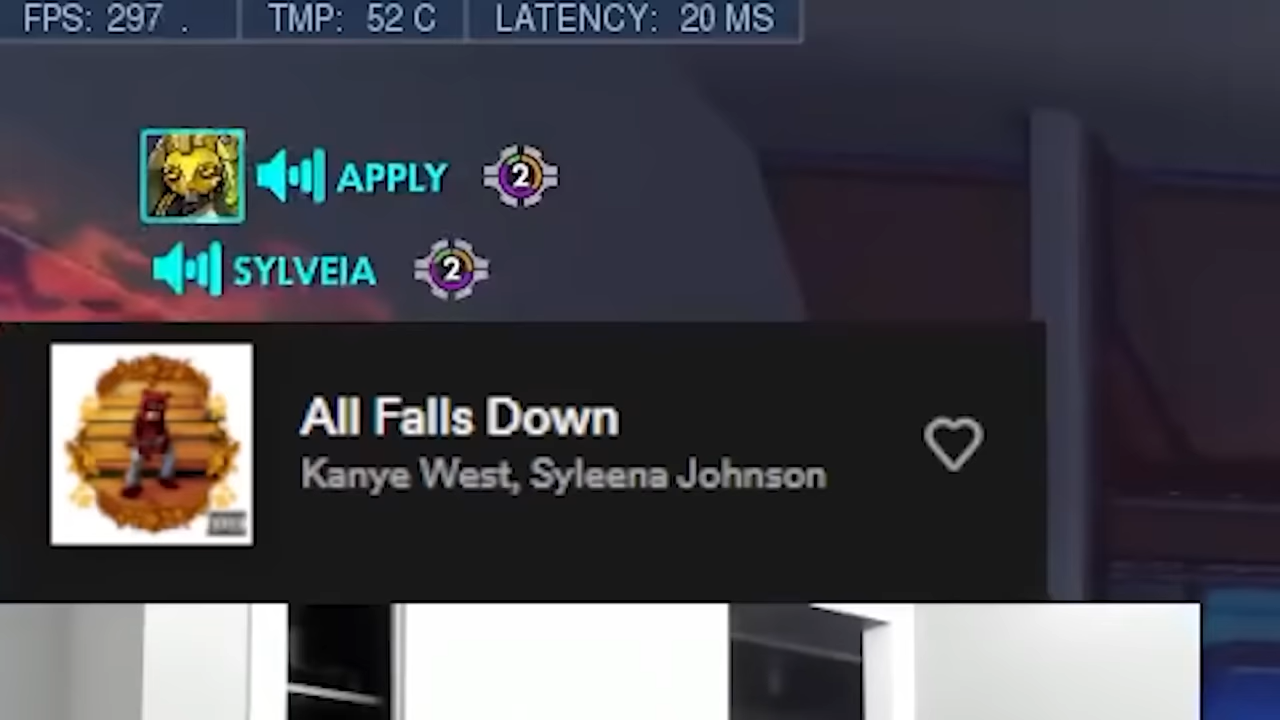 FPS: 297 . TMP: 52 C LATENCY: 20 MS
APPLY 2
SYLVEIA 2
All Falls Down
Kanye West, Syleena Johnson